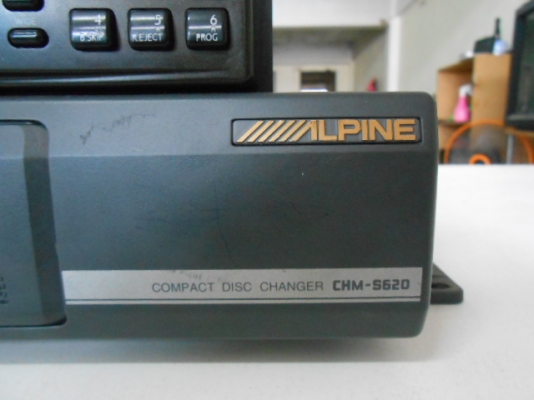 4 5 6
B.SKIP REJECT PROG
ALPINE
COMPACT DISC CHANGER CHM-S620